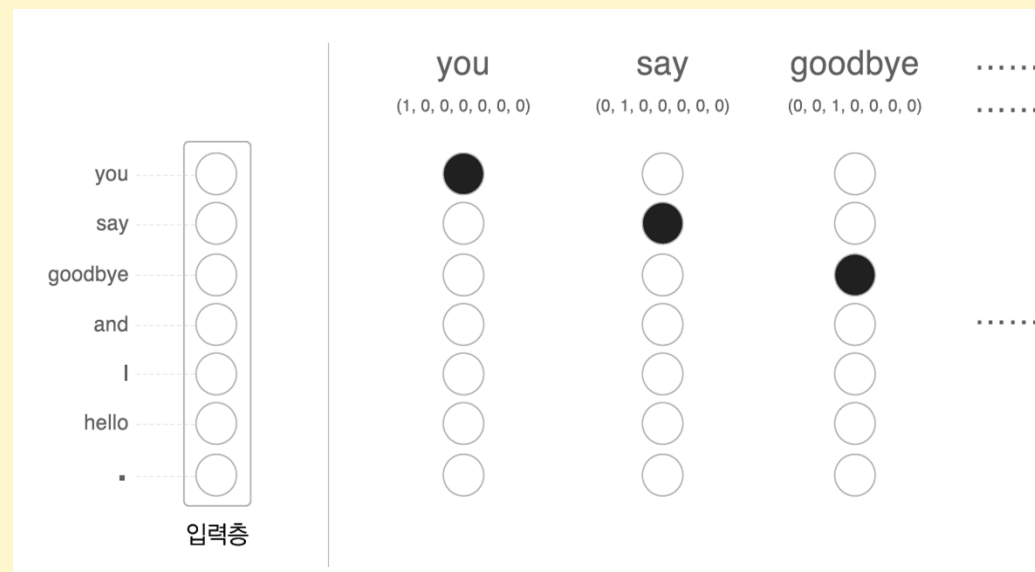 you say goodbye ......
(1, 0, 0, 0, 0, 0, 0) (0, 1, 0, 0, 0, 0, 0) (0, 0, 1, 0, 0, 0, 0) ......
you
say
goodbye
and ......
I
hello
.
입력층